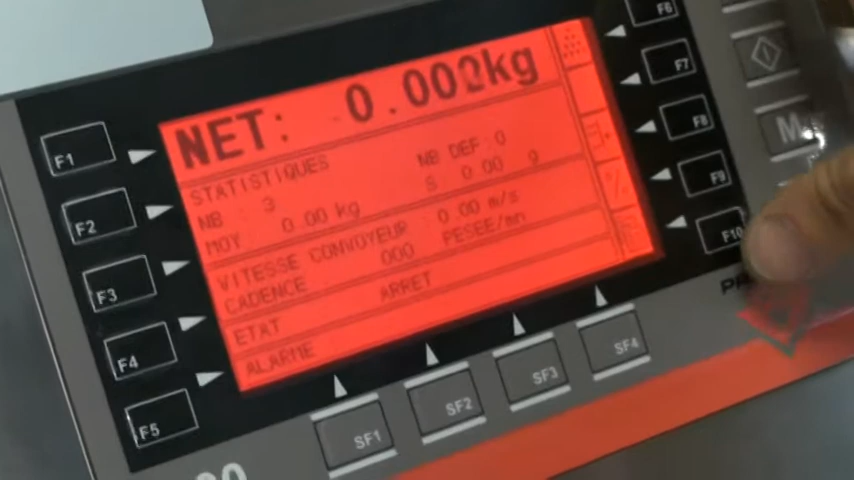 NET: 0.002kg
STATISTIQUES
NB 3 NB DEF 0
MOY 0.00 kg S 0.00 g
VITESSE CONVOYEUR 0.00 m/s
CADENCE 000 PESEE/mn
ETAT ARRET
ALARME
F1
F2
F3
F4
F5
F6
F7
F8
F9
F10
SF1
SF2
SF3
SF4
M